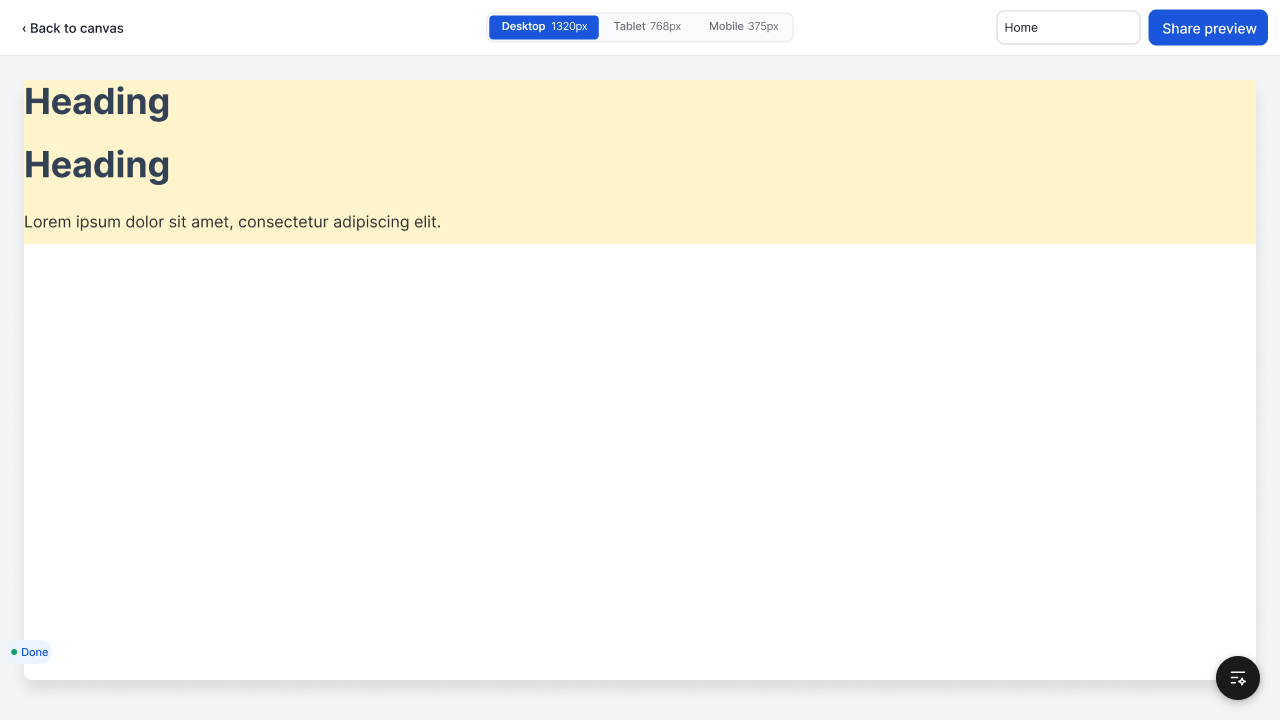 ‹ Back to canvas
Desktop 1320px Tablet 768px Mobile 375px
Home
Share preview
Heading
Heading
Lorem ipsum dolor sit amet, consectetur adipiscing elit.
Done